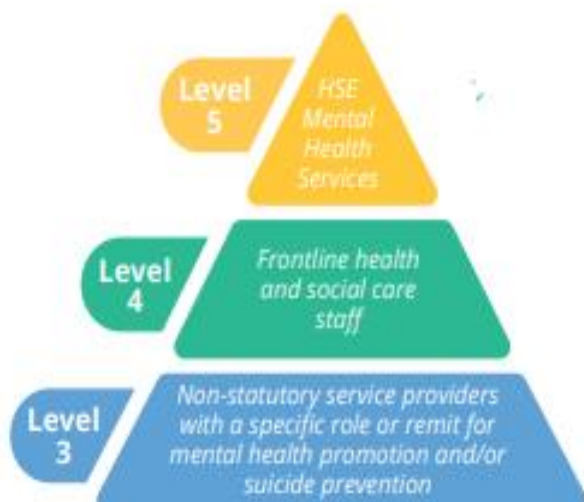 Level
5
HSE
Mental
Health
Services
Level
4
Frontline health
and social care
staff
Level
3
Non-statutory service providers
with a specific role or remit for
mental health promotion and/or
suicide prevention